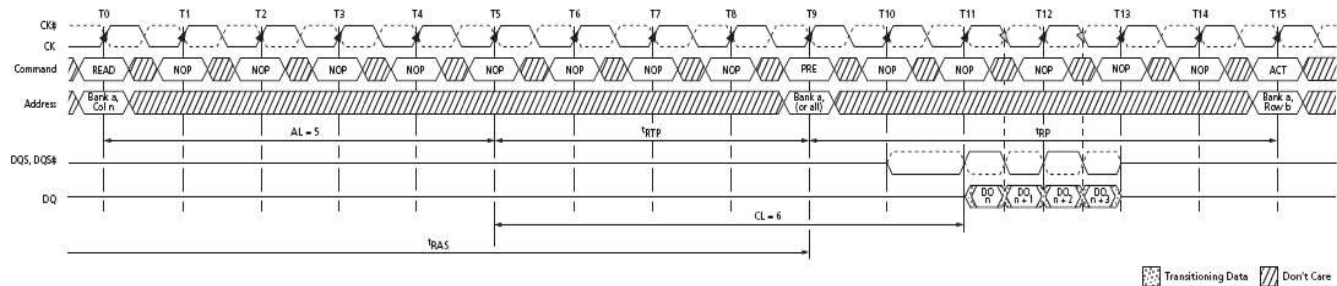 T0 T1 T2 T3 T4 T5 T6 T7 T8 T9 T10 T11 T12 T13 T14 T15
CK#
CK
Command READ NOP NOP NOP NOP NOP NOP NOP NOP PRE NOP NOP NOP NOP NOP ACT
Address Bank a, Col n Bank a, (or all) Bank a, Row b
AL = 5 tRTP tRP
DQS, DQS#
DQ DO n DO n + 1 DO n + 2 DO n + 3
CL = 6
tRAS
Transitioning Data Don't Care